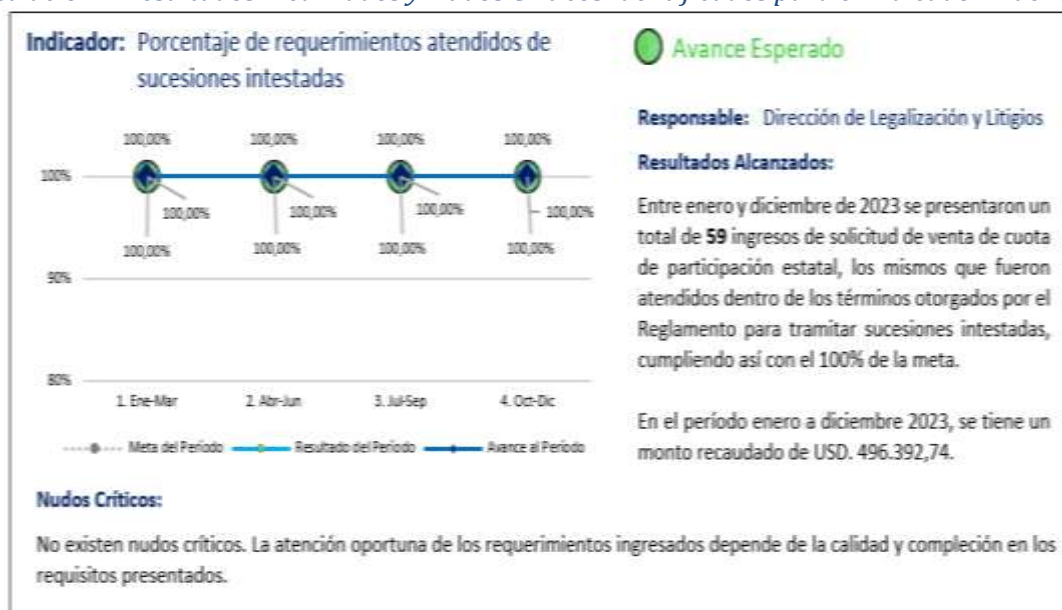 Indicador: Porcentaje de requerimientos atendidos de
sucesiones intestadas
100,00% 100,00% 100,00% 100,00%
100%
100,00% 100,00% 100,00% 100,00%
100,00% 100,00% 100,00% 100,00%
90%
80%
1. Ene-Mar 2. Abr-Jun 3. Jul-Sep 4. Oct-Dic
Meta del Período Resultado del Período Avance al Período
Avance Esperado
Responsable: Dirección de Legalización y Litigios
Resultados Alcanzados:
Entre enero y diciembre de 2023 se presentaron un
total de 59 ingresos de solicitud de venta de cuota
de participación estatal, los mismos que fueron
atendidos dentro de los términos otorgados por el
Reglamento para tramitar sucesiones intestadas,
cumpliendo así con el 100% de la meta.
En el período enero a diciembre 2023, se tiene un
monto recaudado de USD. 496.392,74.
Nudos Críticos:
No existen nudos críticos. La atención oportuna de los requerimientos ingresados depende de la calidad y compleción en los
requisitos presentados.